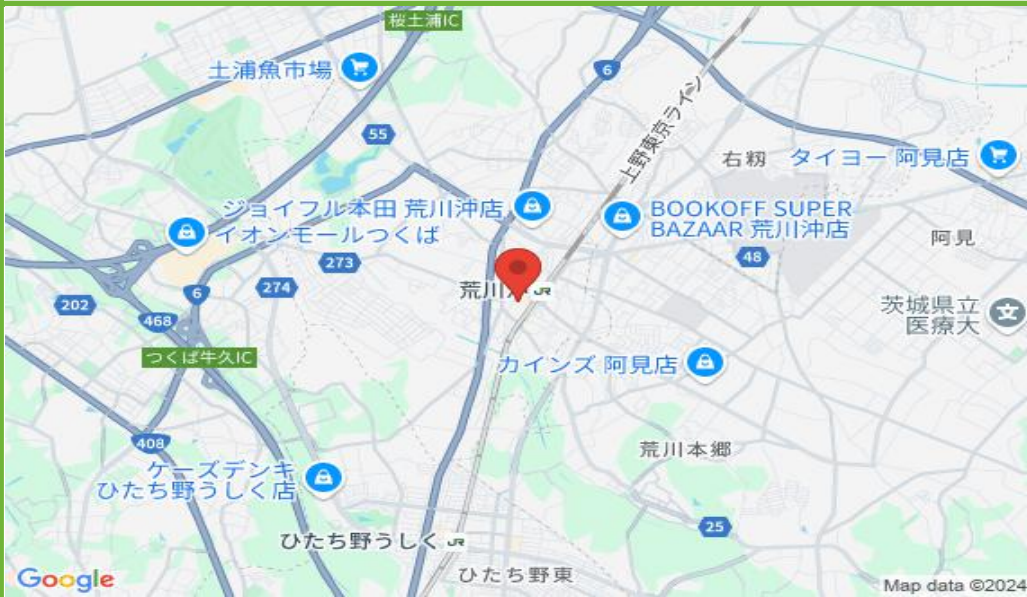 桜土浦IC
土浦魚市場
6
上野東京ライン
55
右籾
タイヨー 阿見店
ジョイフル本田 荒川沖店
イオンモールつくば
BOOKOFF SUPER
BAZAAR 荒川沖店
阿見
273
48
274
荒川
JR
6
202
468
茨城県立
医療大
つくば牛久IC
カインズ 阿見店
408
荒川本郷
ケーズデンキ
ひたち野うしく店
25
ひたち野うしく JR
ひたち野東
Google
Map data ©2024